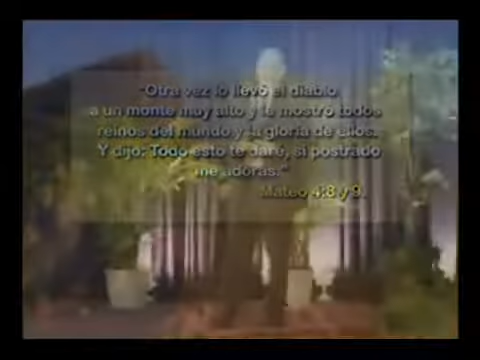 "Otra vez lo llevó el diablo
a un monte muy alto y le mostró todos
reinos del mundo y la gloria de ellos.
Y dijo: Todo esto te daré, si postrado
me adoras."
Mateo 4:8 y 9.